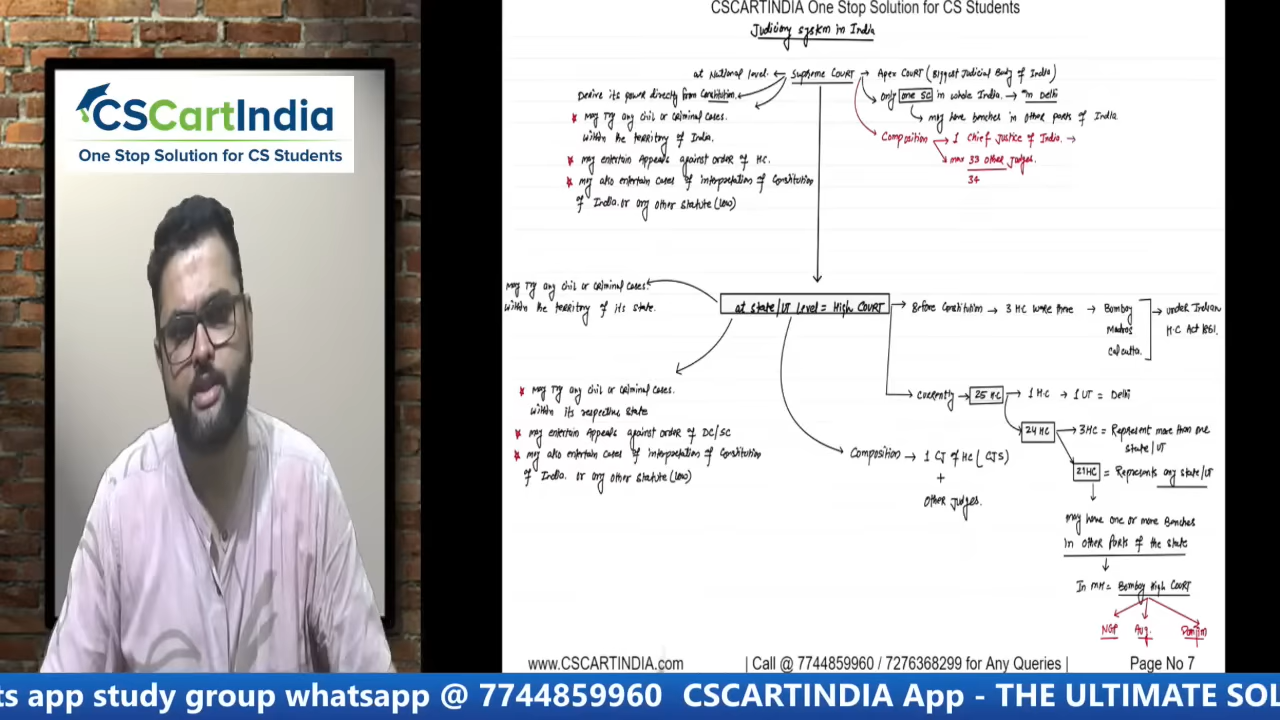 CSCartIndia
One Stop Solution for CS Students
CSCARTINDIA One Stop Solution for CS Students
Judiciary system in India
at National level.
Supreme COURT
Apex COURT (Biggest Judicial Body of India)
Derive its power directly from Constitution.
only one SC in whole India. → in Delhi
may have benches in other parts of India
* may try any civil or criminal cases.
within the territory of India.
* may entertain Appeals against order of HC.
* may also entertain cases of interpretation of Constitution
of India. or any other statute (law)
Composition → 1 Chief Justice of India. →
max 33 other Judges.
34
may try any civil or criminal cases.
within the territory of its state.
at state/UT level = High COURT
Before Constitution → 3 HC were there → Bombay
Madras
Calcutta.
→ under Indian
H.C Act 1861.
* may try any civil or criminal cases.
within its respective state
* may entertain Appeals against order of DC/SC
* may also entertain cases of interpretation of Constitution
of India. or any other statute (law)
Composition → 1 CJ of HC (CJS)
+
other Judges.
Currently → 25 HC → 1 HC → 1 UT = Delhi
24 HC → 3HC = Represent more than one
state/UT
21HC = Represents any state/UT
may have one or more Benches
in other parts of the state
In MH = Bombay High COURT
NGP Aug.
www.CSCARTINDIA.com | Call @ 7744859960 / 7276368299 for Any Queries | Page No 7
ts app study group whatsapp @ 7744859960 CSCARTINDIA App - THE ULTIMATE SOL